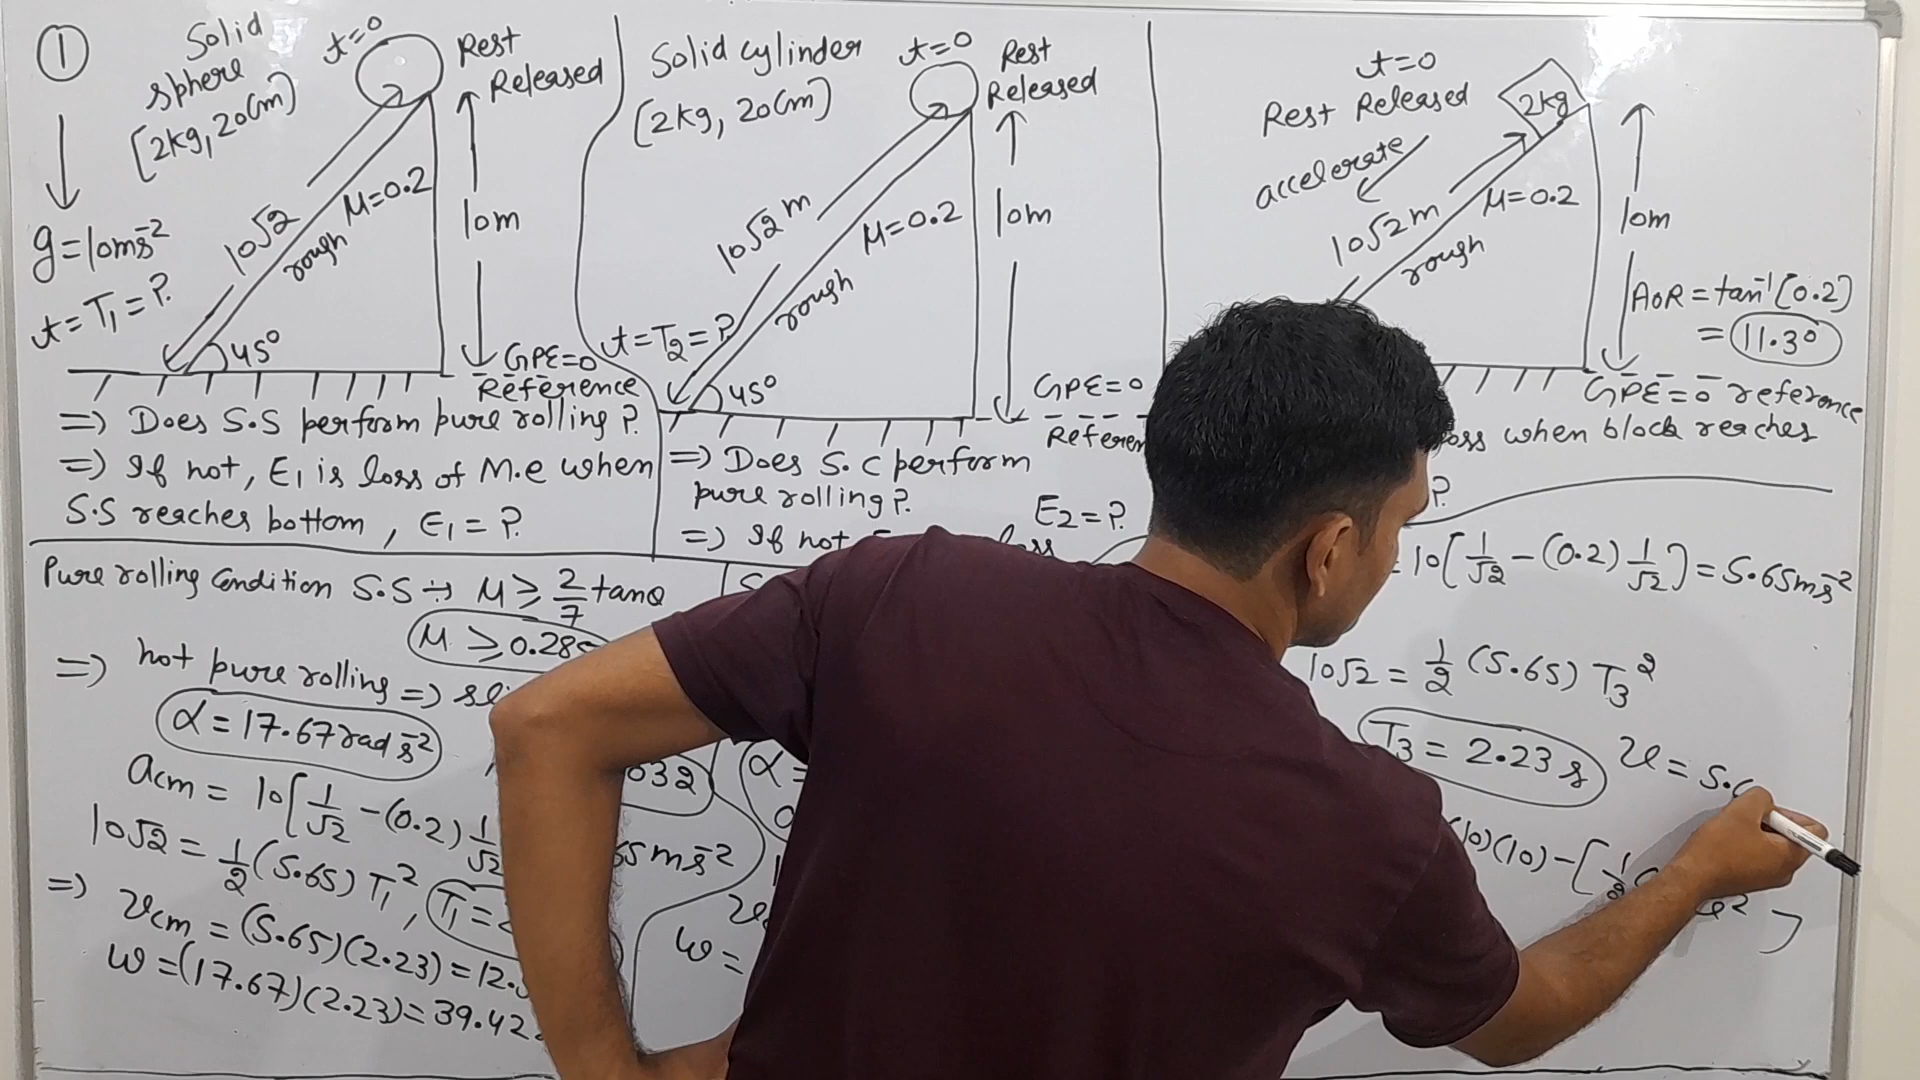 ①
Solid sphere
[2kg, 20cm]
t=0
Rest Released
g=10ms⁻²
10√2
rough
μ=0.2
10m
t=T₁=?
45°
GPE=0
Reference
=) Does S.S perform pure rolling?
=) If not, E₁ is loss of M.e when
S.S reaches bottom, E₁=?
Solid cylinder
[2kg, 20cm]
t=0
Rest Released
10√2 m
rough
μ=0.2
10m
t=T₂=?
45°
GPE=0
=) Does S.C perform
pure rolling?
=) If not
E₂=?
t=0
Rest Released
2kg
accelerate
10√2 m
rough
μ=0.2
10m
AoR = tan⁻¹[0.2]
= 11.3°
GPE=0 reference
when block reaches
?
Pure rolling Condition S.S → μ ≥ 2/7 tanθ
μ ≥ 0.28
=) not pure rolling =)
α = 17.67 rad s⁻²
acm = 10[1/√2 - (0.2) 1/√2
ms⁻²
10√2 = 1/2 (5.65) T₁², T₁ =
=) vcm = (5.65)(2.23) = 12.
ω = (17.67)(2.23) = 39.42
α =
ω =
= 10[1/√2 - (0.2) 1/√2] = 5.65ms⁻²
10√2 = 1/2 (5.65) T₃²
T₃ = 2.23 s
v = 5.
(10)(10) - [1/2